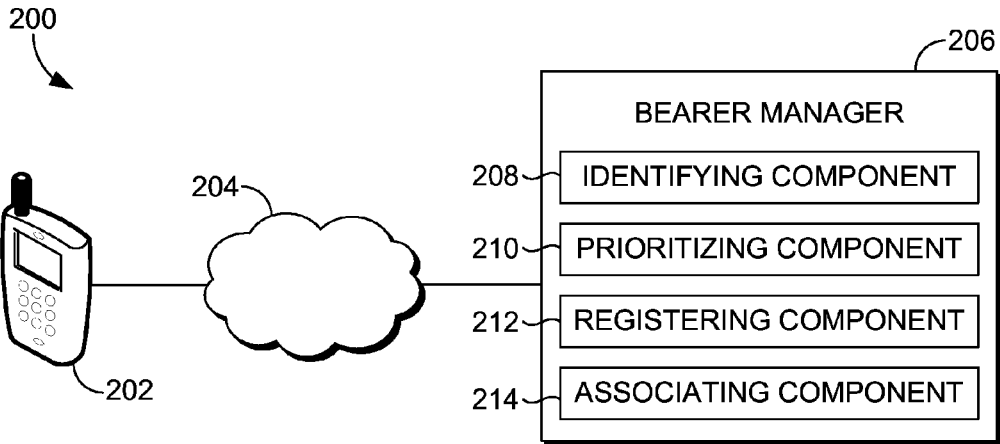 200
206
BEARER MANAGER
208 IDENTIFYING COMPONENT
204
210 PRIORITIZING COMPONENT
212 REGISTERING COMPONENT
202
214 ASSOCIATING COMPONENT